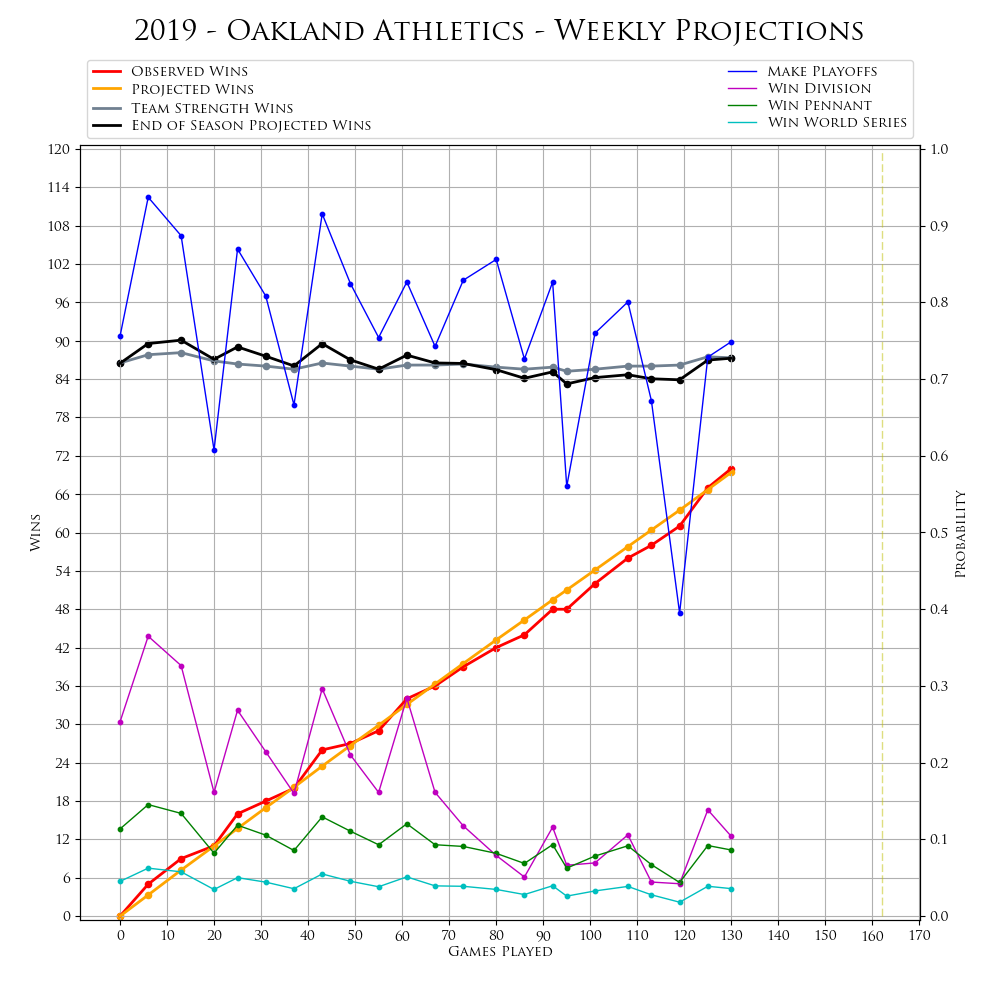 2019 - Oakland Athletics - Weekly Projections
Observed Wins
Projected Wins
Team Strength Wins
End of Season Projected Wins
Make Playoffs
Win Division
Win Pennant
Win World Series
120
114
108
102
96
90
84
78
72
66
60
54
48
42
36
30
24
18
12
6
0
Wins
1.0
0.9
0.8
0.7
0.6
0.5
0.4
0.3
0.2
0.1
0.0
Probability
0 10 20 30 40 50 60 70 80 90 100 110 120 130 140 150 160 170
Games Played